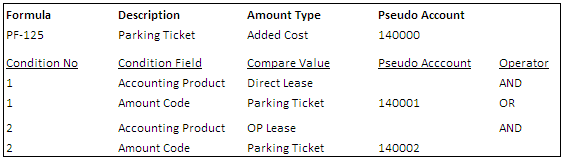 Formula Description Amount Type Pseudo Account
PF-125 Parking Ticket Added Cost 140000
Condition No Condition Field Compare Value Pseudo Acccount Operator
1 Accounting Product Direct Lease AND
1 Amount Code Parking Ticket 140001 OR
2 Accounting Product OP Lease AND
2 Amount Code Parking Ticket 140002